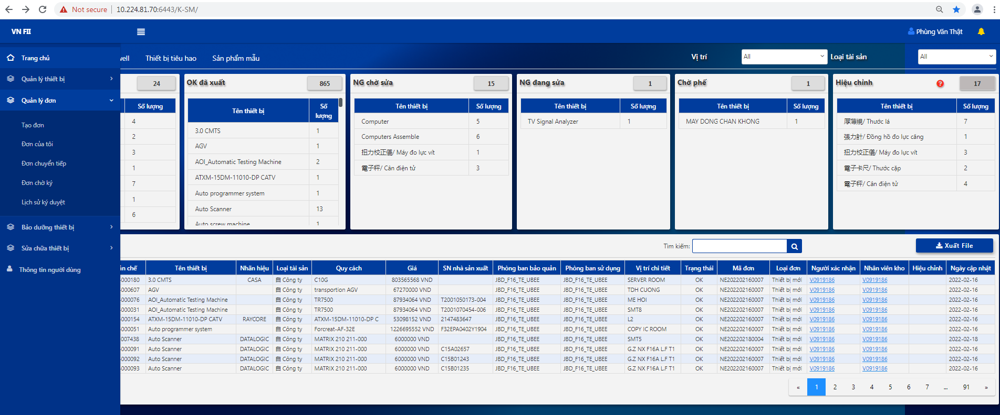 Not secure
10.224.81.70:6443/K-SM/
VN FII
Phùng Văn Thật
Trang chủ
Quản lý thiết bị
Quản lý đơn
Tạo đơn
Đơn của tôi
Đơn chuyển tiếp
Đơn chờ ký
Lịch sử ký duyệt
Bảo dưỡng thiết bị
Sửa chữa thiết bị
Thông tin người dùng
well Thiết bị tiêu hao Sản phẩm mẫu
Vị trí All Loại tài sản All
24
Số lượng
4
2
3
1
7
1
6
OK đã xuất 865
Tên thiết bị Số lượng
3.0 CMTS 1
AGV 1
AOI_Automatic Testing Machine 2
ATXM-15DM-11010-DP CATV 1
Auto programmer system 1
Auto Scanner 13
Auto screw machine 1
NG chờ sửa 15
Tên thiết bị Số lượng
Computer 5
Computers Assemble 6
扭力校正儀/ Máy đo lực vít 1
電子秤/ Cân điện tử 3
NG đang sửa 1
Tên thiết bị Số lượng
TV Signal Analyzer 1
Chờ phế 1
Tên thiết bị Số lượng
MAY DONG CHAN KHONG 1
Hiệu chỉnh ? 17
Tên thiết bị Số lượng
厚薄規/ Thước lá 7
張力計/ Đồng hồ đo lực căng 1
扭力校正儀/ Máy đo lực vít 3
電子卡尺/ Thước cặp 2
電子秤/ Cân điện tử 4
Tìm kiếm:
Xuất File
ản chế Tên thiết bị Nhãn hiệu Loại tài sản Quy cách Giá SN nhà sản xuất Phòng ban bảo quản Phòng ban sử dụng Vị trí chi tiết Trạng thái Mã đơn Loại đơn Người xác nhận Nhân viên kho Hiệu chỉnh Ngày cập nhật
-000180 3.0 CMTS CASA 自 Công ty C10G 803565568 VND JBD_F16_TE_UBEE JBD_F16_TE_UBEE SERVER ROOM OK NE202202160007 Thiết bị mới V0919186 V0919186 2022-02-16
-000607 AGV 自 Công ty transportion AGV 67270000 VND JBD_F16_TE_UBEE JBD_F16_TE_UBEE TDH CUONG OK NE202202160007 Thiết bị mới V0919186 V0919186 2022-02-16
-000076 AOI_Automatic Testing Machine 自 Công ty TR7500 87934064 VND T2001050173-004 JBD_F16_TE_UBEE JBD_F16_TE_UBEE ME HOI OK NE202202160007 Thiết bị mới V0919186 V0919186 2022-02-16
-000031 AOI_Automatic Testing Machine 自 Công ty TR7500 87934064 VND T2001070454-006 JBD_F16_TE_UBEE JBD_F16_TE_UBEE SMT8 OK NE202202160007 Thiết bị mới V0919186 V0919186 2022-02-16
-000154 ATXM-15DM-11010-DP CATV RAYCORE 自 Công ty ATXM-15DM-11010-DP C 53098152 VND 2147483647 JBD_F16_TE_UBEE JBD_F16_TE_UBEE L2 OK NE202202160007 Thiết bị mới V0919186 V0919186 2022-02-16
-000051 Auto programmer system 自 Công ty Forcreat-AF-32E 1226695552 VND F32EPA0402Y1904 JBD_F16_TE_UBEE JBD_F16_TE_UBEE COPY IC ROOM OK NE202202160007 Thiết bị mới V0919186 V0919186 2022-02-16
007438 Auto Scanner DATALOGIC 自 Công ty MATRIX 210 211-000 6000000 VND JBD_F16_TE_UBEE JBD_F16_TE_UBEE SMT5 OK NE202202180004 Thiết bị mới V0919186 V0919186 2022-02-18
-000091 Auto Scanner DATALOGIC 自 Công ty MATRIX 210 211-000 6000000 VND C15A02657 JBD_F16_TE_UBEE JBD_F16_TE_UBEE G.Z NX F16A L.F T1 OK NE202202160007 Thiết bị mới V0919186 V0919186 2022-02-16
-000092 Auto Scanner DATALOGIC 自 Công ty MATRIX 210 211-000 6000000 VND C15B01243 JBD_F16_TE_UBEE JBD_F16_TE_UBEE G.Z NX F16A L.F T1 OK NE202202160007 Thiết bị mới V0919186 V0919186 2022-02-16
-000093 Auto Scanner DATALOGIC 自 Công ty MATRIX 210 211-000 6000000 VND C15B01235 JBD_F16_TE_UBEE JBD_F16_TE_UBEE G.Z NX F16A L.F T1 OK NE202202160007 Thiết bị mới V0919186 V0919186 2022-02-16
« 1 2 3 4 5 6 7 ... 91 »